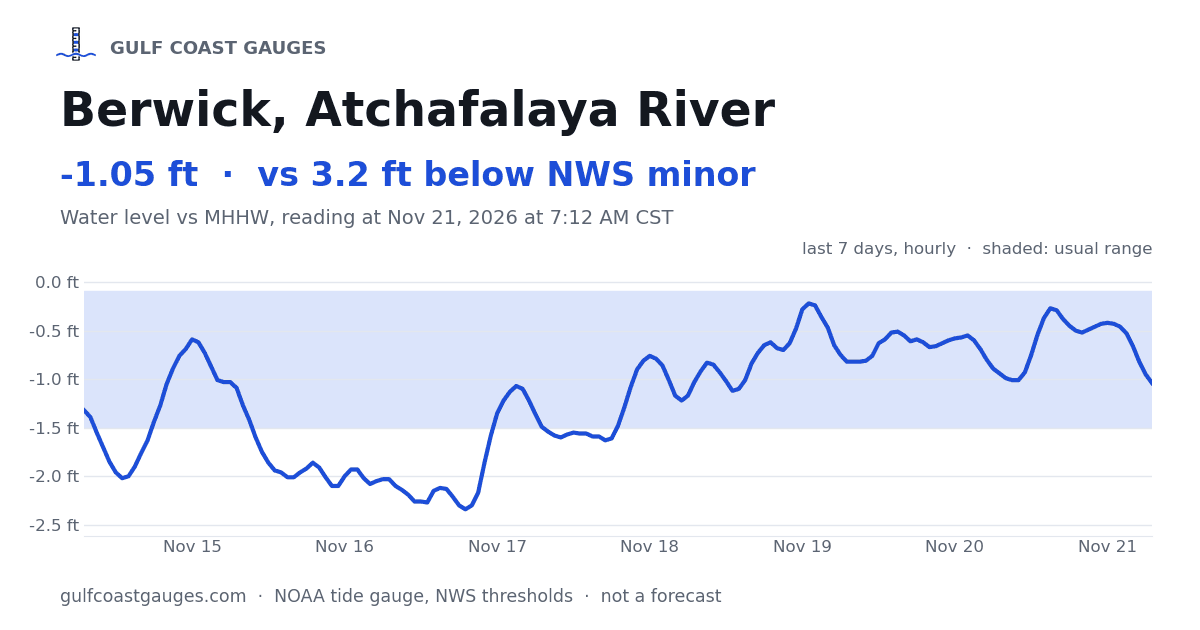 GULF COAST GAUGES
Berwick, Atchafalaya River
-1.05 ft · vs 3.2 ft below NWS minor
Water level vs MHHW, reading at Nov 21, 2026 at 7:12 AM CST
last 7 days, hourly · shaded: usual range
0.0 ft
-0.5 ft
-1.0 ft
-1.5 ft
-2.0 ft
-2.5 ft
Nov 15 Nov 16 Nov 17 Nov 18 Nov 19 Nov 20 Nov 21
gulfcoastgauges.com · NOAA tide gauge, NWS thresholds · not a forecast